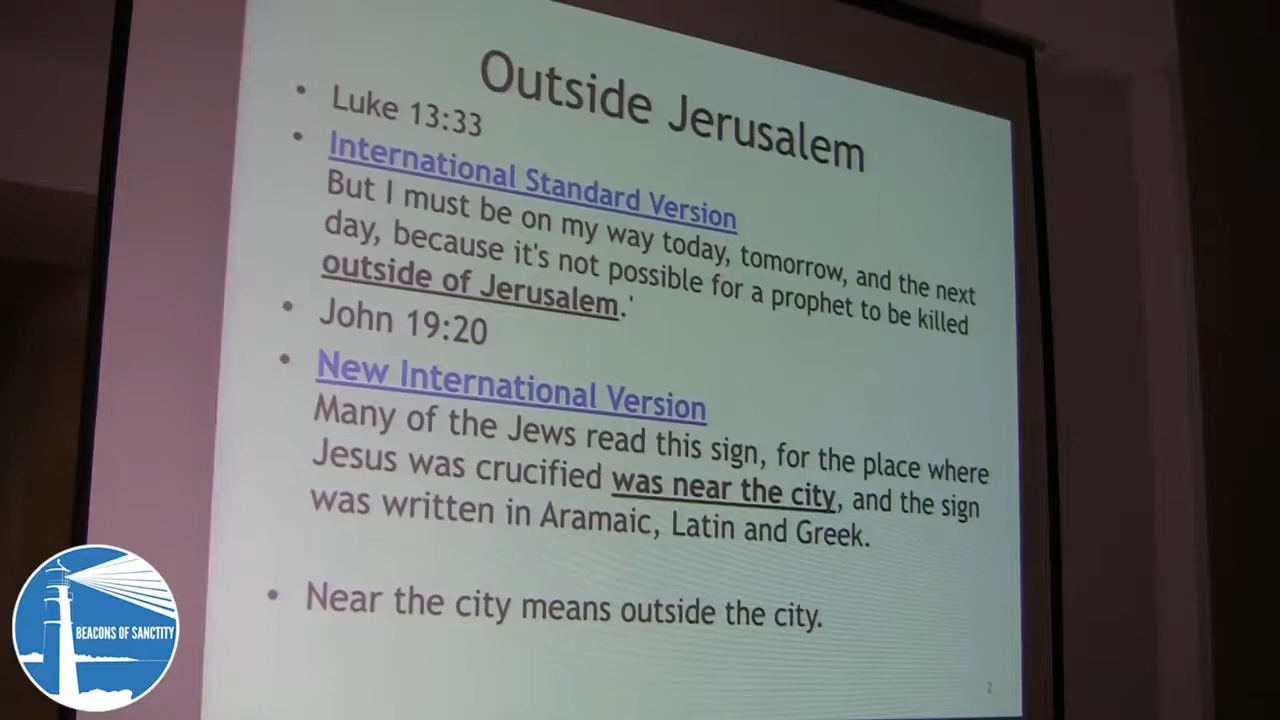 Outside Jerusalem
• Luke 13:33
• International Standard Version
But I must be on my way today, tomorrow, and the next
day, because it's not possible for a prophet to be killed
outside of Jerusalem.'
• John 19:20
• New International Version
Many of the Jews read this sign, for the place where
Jesus was crucified was near the city, and the sign
was written in Aramaic, Latin and Greek.
• Near the city means outside the city.
2
BEACONS OF SANCTITY